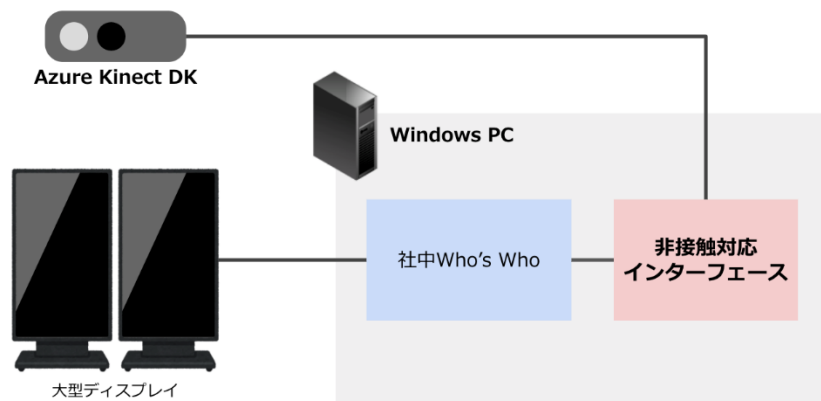 Azure Kinect DK
Windows PC
社中Who’s Who
非接触対応
インターフェース
大型ディスプレイ